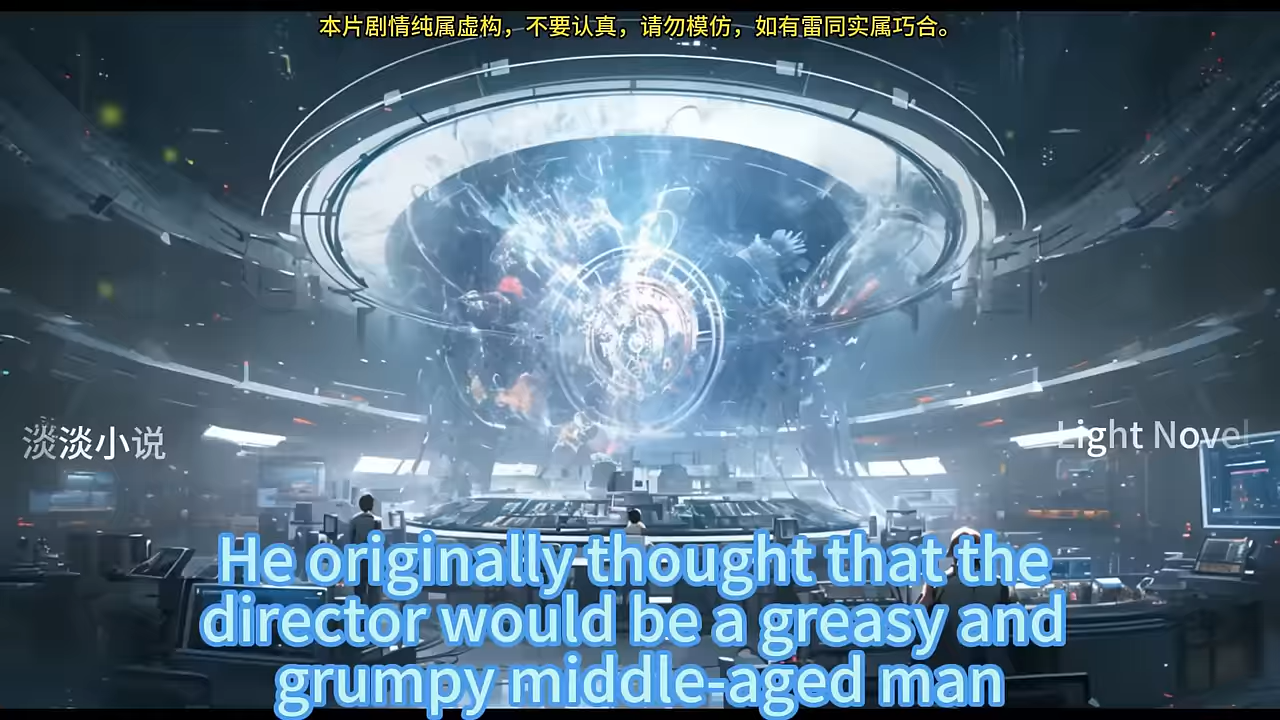 本片剧情纯属虚构，不要认真，请勿模仿，如有雷同实属巧合。
淡淡小说
Light Novel
He originally thought that the
director would be a greasy and
grumpy middle-aged man